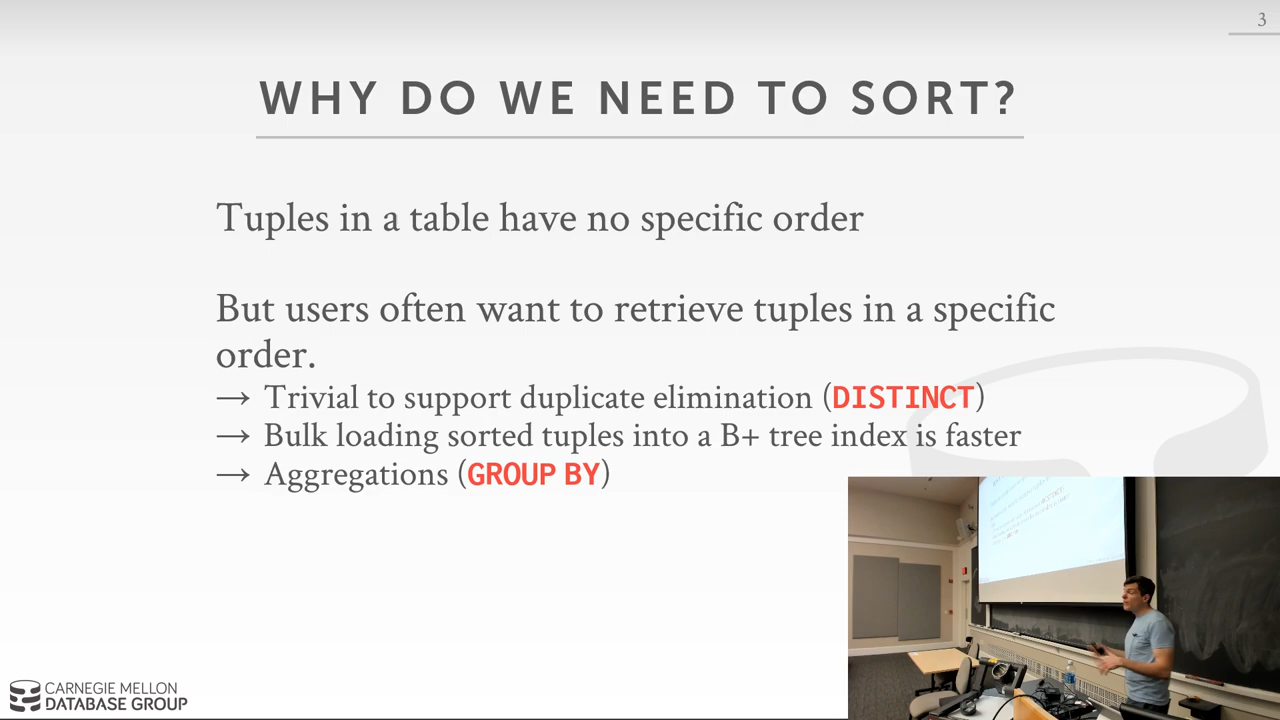 3
WHY DO WE NEED TO SORT?
Tuples in a table have no specific order
But users often want to retrieve tuples in a specific
order.
→ Trivial to support duplicate elimination (DISTINCT)
→ Bulk loading sorted tuples into a B+ tree index is faster
→ Aggregations (GROUP BY)
CARNEGIE MELLON
DATABASE GROUP